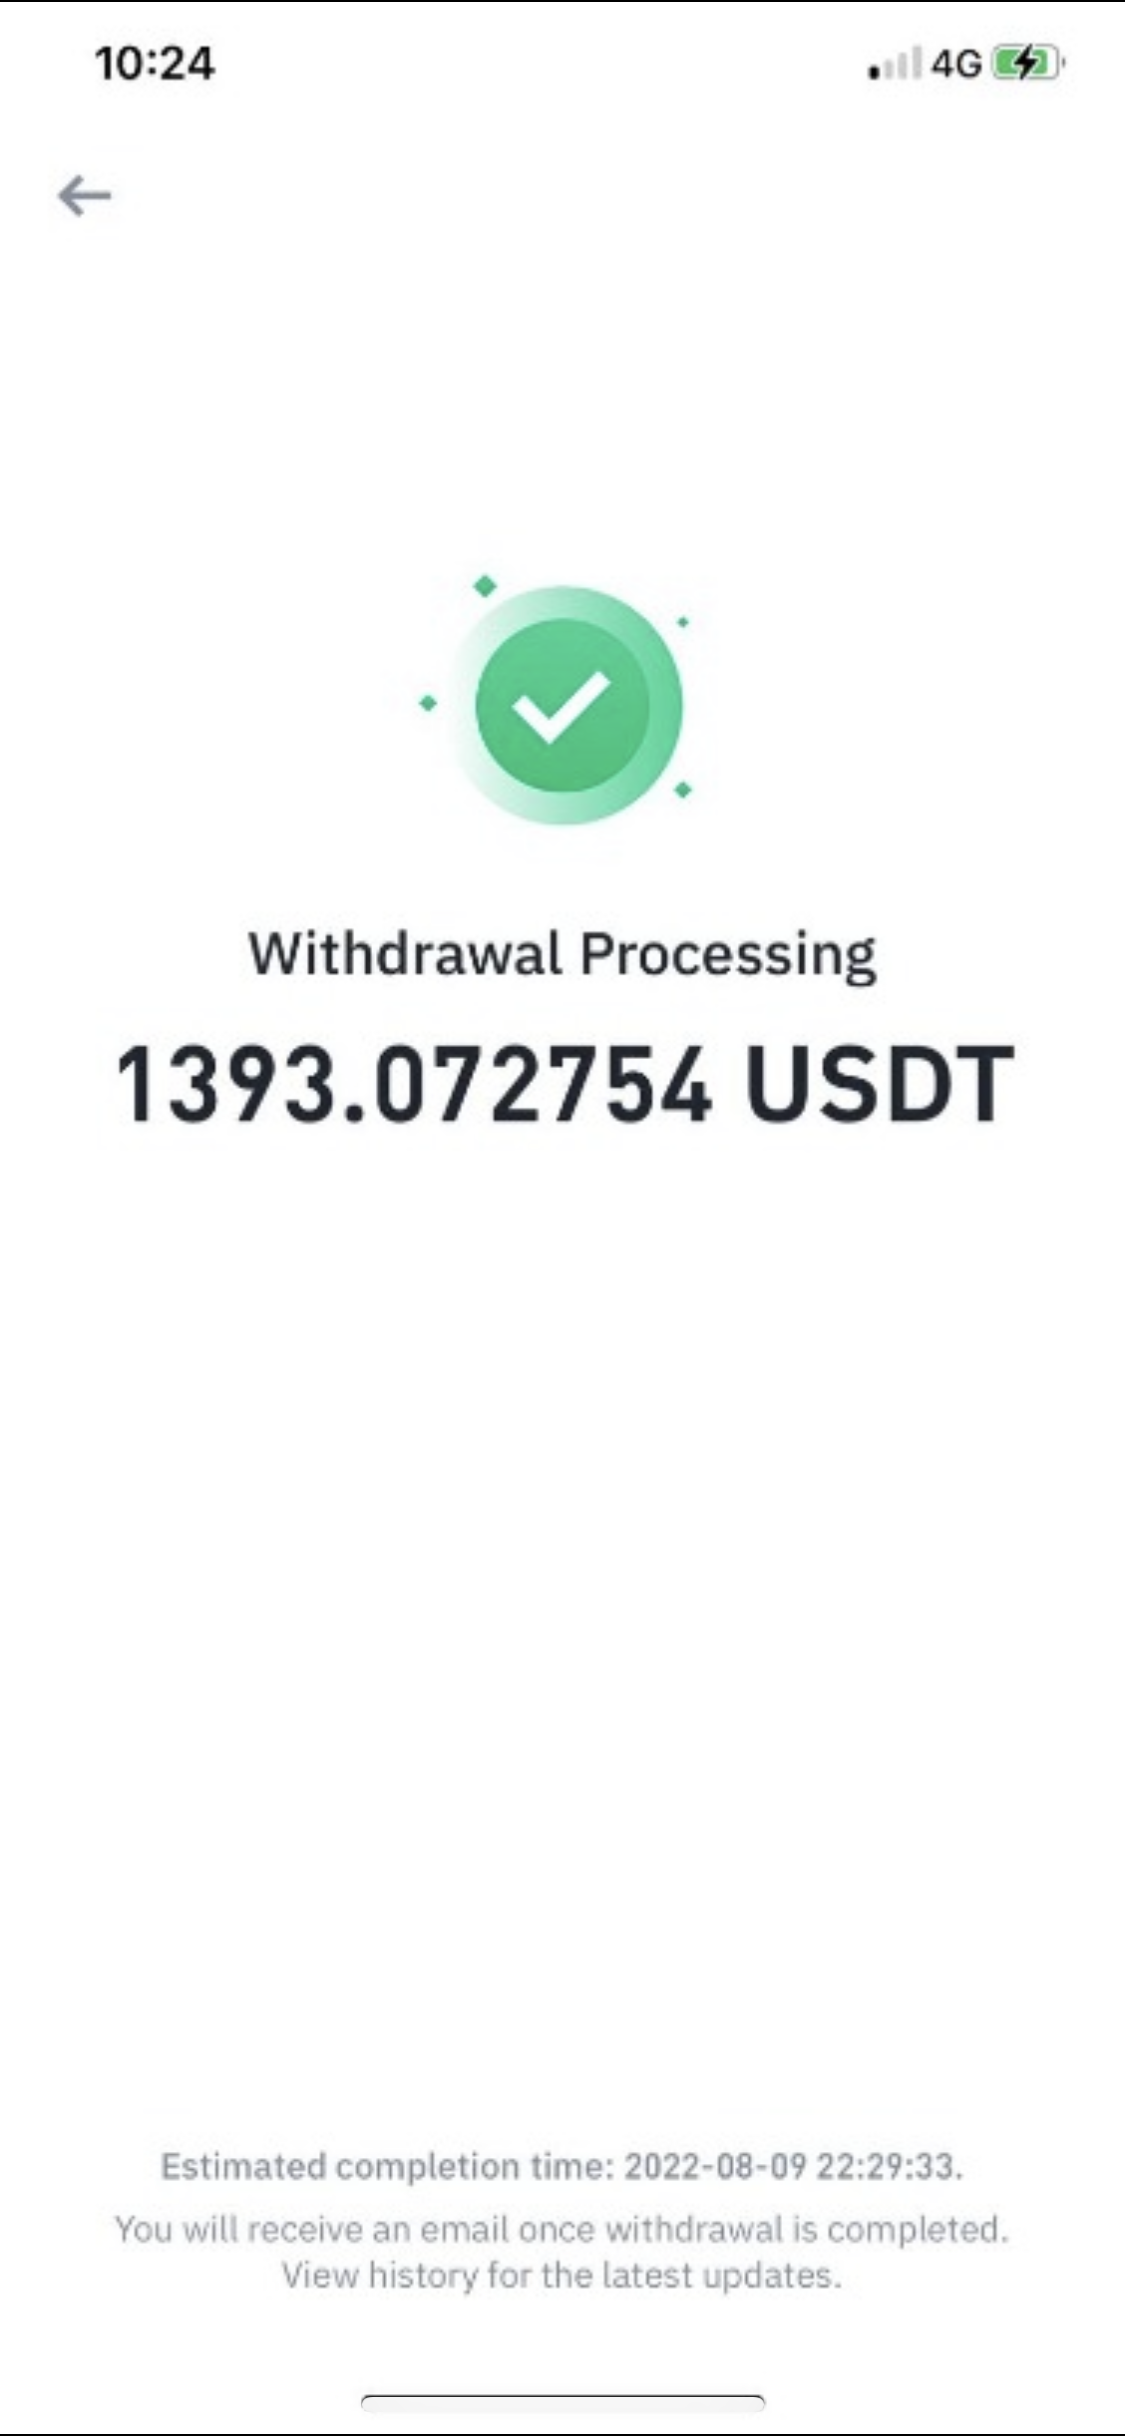 10:24
4G
Withdrawal Processing
1393.072754 USDT
Estimated completion time: 2022-08-09 22:29:33.
You will receive an email once withdrawal is completed.
View history for the latest updates.